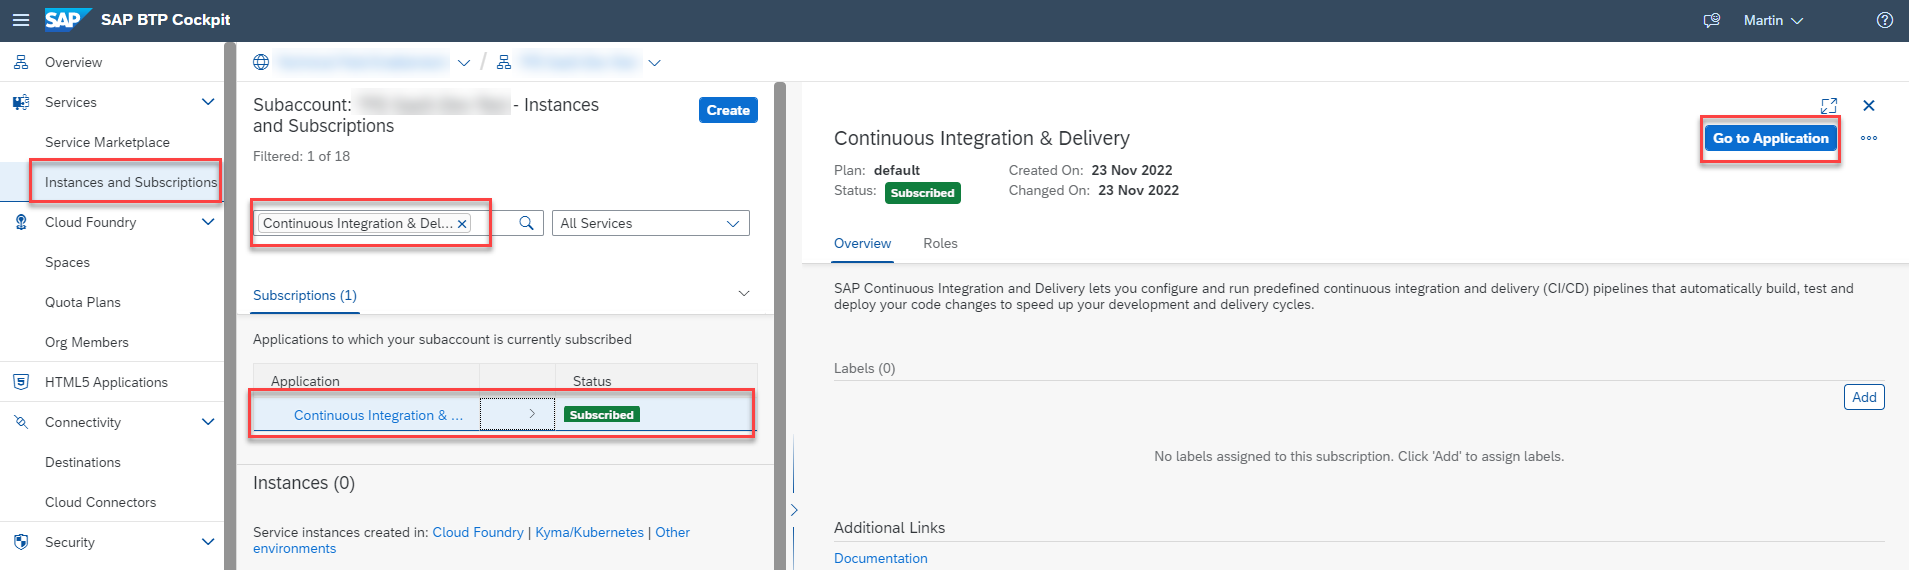 SAP SAP BTP Cockpit
Martin
Overview
Services
Service Marketplace
Instances and Subscriptions
Cloud Foundry
Spaces
Quota Plans
Org Members
HTML5 Applications
Connectivity
Destinations
Cloud Connectors
Security
/
Subaccount: - Instances
and Subscriptions
Create
Filtered: 1 of 18
Continuous Integration & Del...
All Services
Subscriptions (1)
Applications to which your subaccount is currently subscribed
Application Status
Continuous Integration & ... Subscribed
Instances (0)
Service instances created in: Cloud Foundry | Kyma/Kubernetes | Other
environments
Continuous Integration & Delivery
Go to Application
Plan: default Created On: 23 Nov 2022
Status: Subscribed Changed On: 23 Nov 2022
Overview Roles
SAP Continuous Integration and Delivery lets you configure and run predefined continuous integration and delivery (CI/CD) pipelines that automatically build, test and
deploy your code changes to speed up your development and delivery cycles.
Labels (0)
Add
No labels assigned to this subscription. Click 'Add' to assign labels.
Additional Links
Documentation